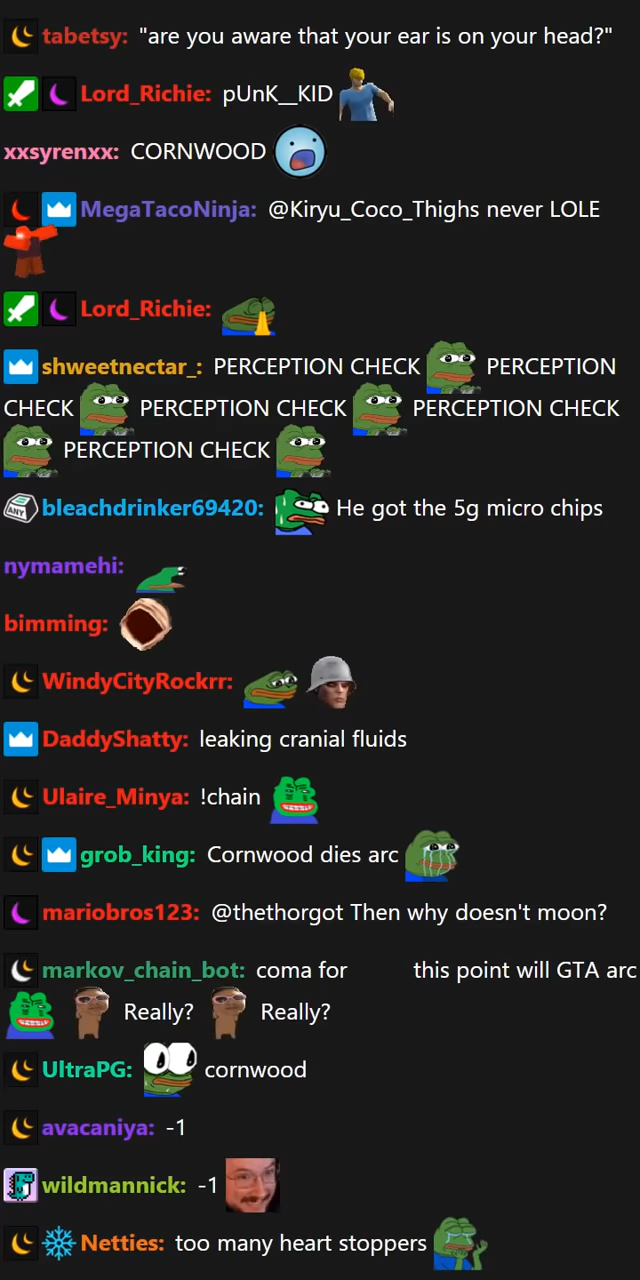 tabetsy: "are you aware that your ear is on your head?"
Lord_Richie: pUnK__KID
xxsyrenxx: CORNWOOD
MegaTacoNinja: @Kiryu_Coco_Thighs never LOLE
Lord_Richie:
shweetnectar_: PERCEPTION CHECK PERCEPTION
CHECK PERCEPTION CHECK PERCEPTION CHECK
PERCEPTION CHECK
ANY bleachdrinker69420: He got the 5g micro chips
nymamehi:
bimming:
WindyCityRockrr:
DaddyShatty: leaking cranial fluids
Ulaire_Minya: !chain
grob_king: Cornwood dies arc
mariobros123: @thethorgot Then why doesn't moon?
markov_chain_bot: coma for this point will GTA arc
Really? Really?
UltraPG: cornwood
avacaniya: -1
wildmannick: -1
Netties: too many heart stoppers